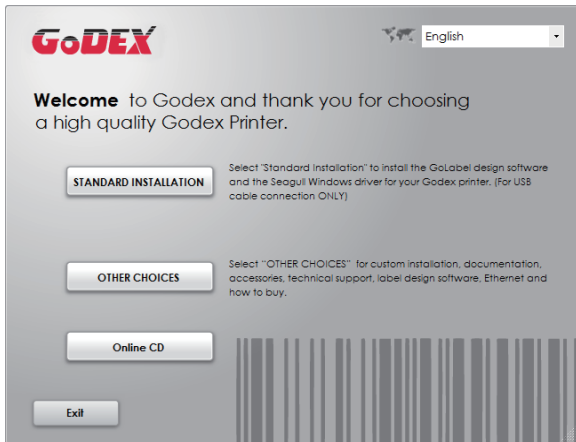 GoDEX
English
Welcome to Godex and thank you for choosing
a high quality Godex Printer.
STANDARD INSTALLATION
Select "Standard Installation" to install the GoLabel design software
and the Seagull Windows driver for your Godex printer. (For USB
cable connection ONLY)
OTHER CHOICES
Select "OTHER CHOICES" for custom installation, documentation,
accessories, technical support, label design software, Ethernet and
how to buy.
Online CD
Exit